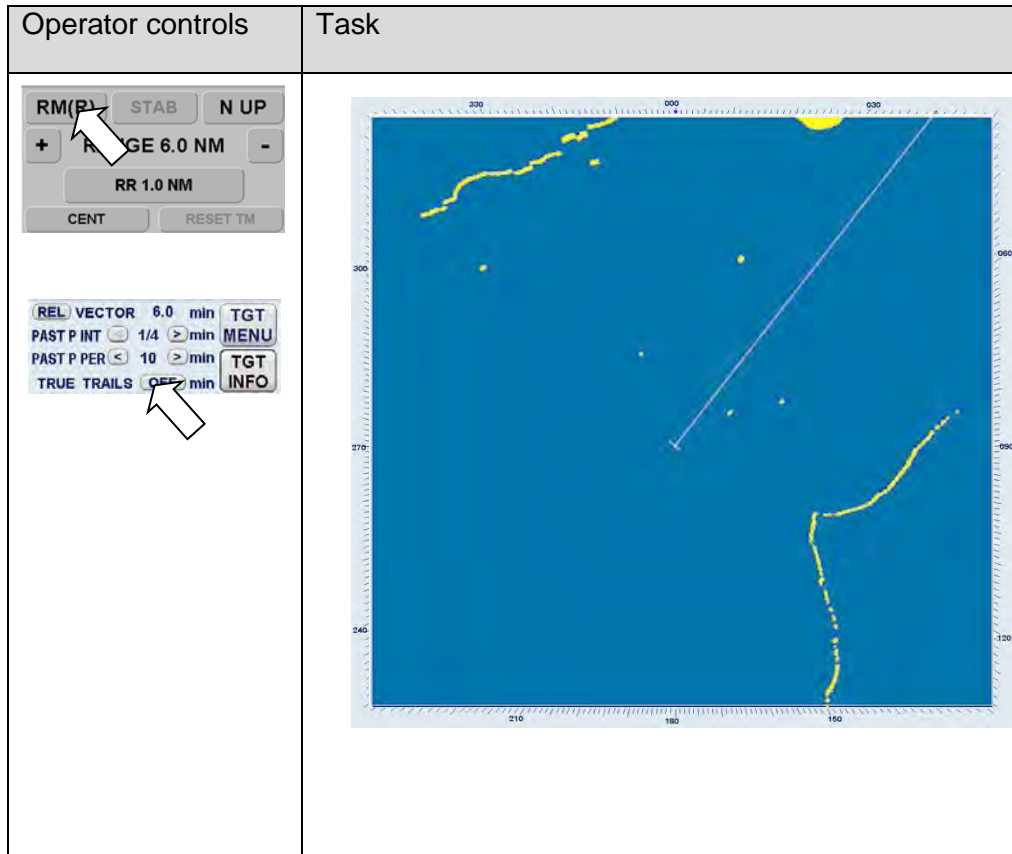 Operator controls
Task
RM(R) STAB N UP
+ GE 6.0 NM -
RR 1.0 NM
CENT RESET TM
REL VECTOR 6.0 min TGT
PAST P INT < 1/4 > min MENU
PAST P PER < 10 > min TGT
TRUE TRAILS OFF min INFO
330 000 030
300 060
270 090
240 120
210 180 150